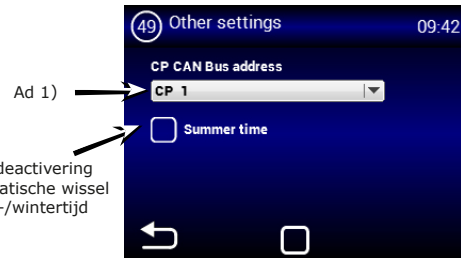 49 Other settings 09:42
CP CAN Bus address
Ad 1)
CP 1
Summer time
deactivering
atische wissel
-/wintertijd